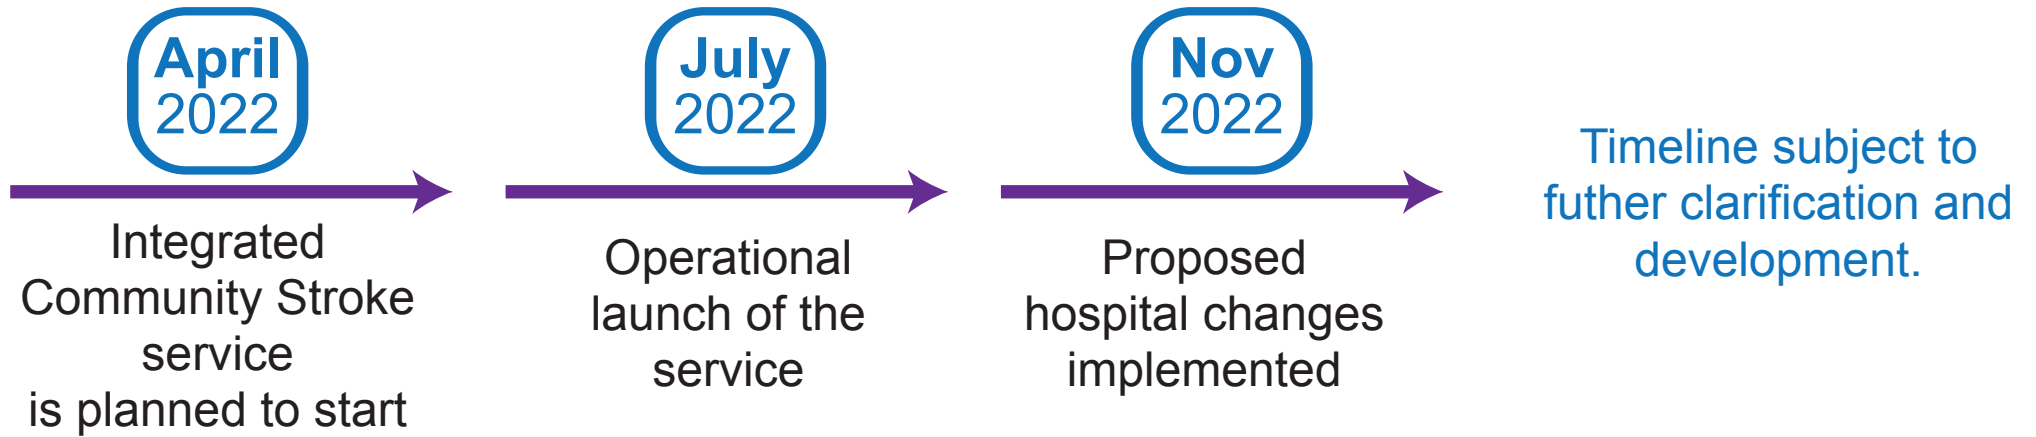 April
2022
Integrated
Community Stroke
service
is planned to start
July
2022
Operational
launch of the
service
Nov
2022
Proposed
hospital changes
implemented
Timeline subject to
futher clarification and
development.